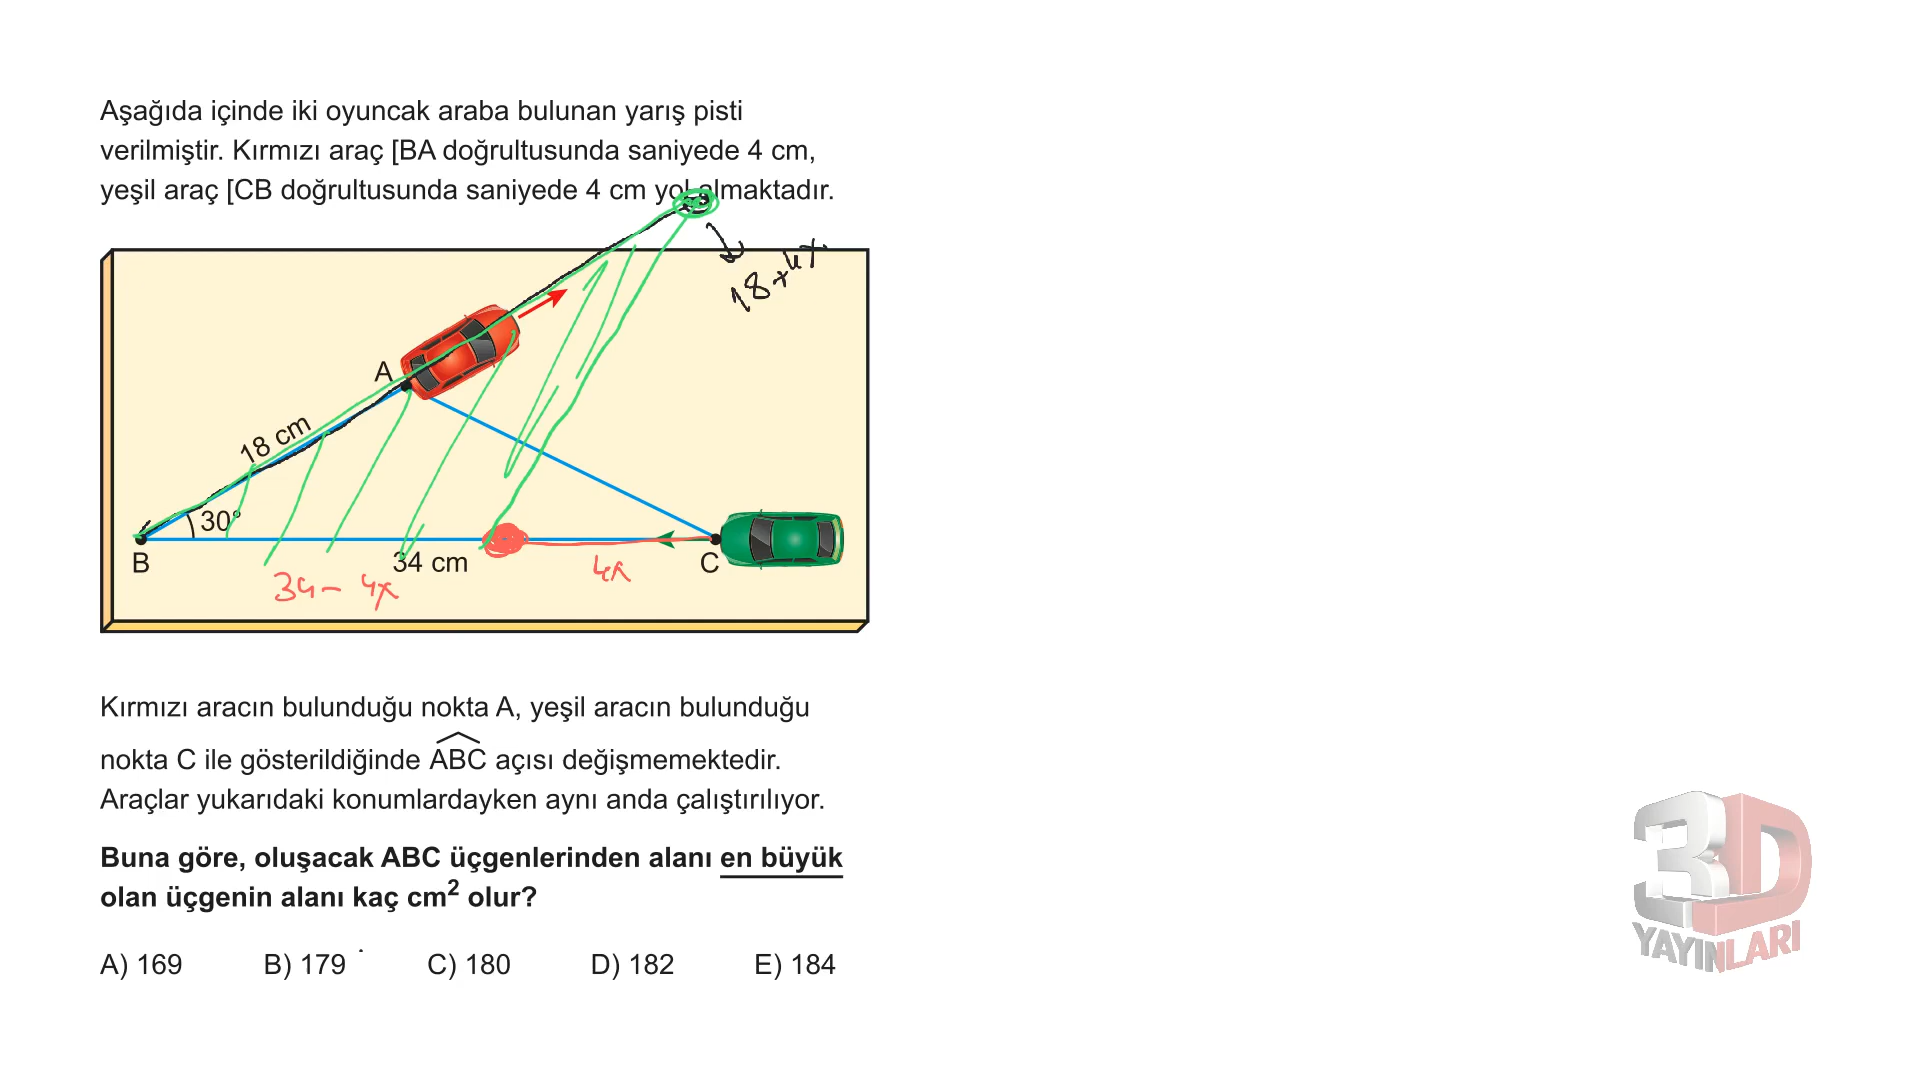 Aşağıda içinde iki oyuncak araba bulunan yarış pisti
verilmiştir. Kırmızı araç [BA doğrultusunda saniyede 4 cm,
yeşil araç [CB doğrultusunda saniyede 4 cm yol almaktadır.
18+4x
A
18 cm
30°
B
34 cm
C
34-4x
4x
Kırmızı aracın bulunduğu nokta A, yeşil aracın bulunduğu
nokta C ile gösterildiğinde ABC açısı değişmemektedir.
Araçlar yukarıdaki konumlardayken aynı anda çalıştırılıyor.
Buna göre, oluşacak ABC üçgenlerinden alanı en büyük
olan üçgenin alanı kaç cm² olur?
A) 169 B) 179 C) 180 D) 182 E) 184
3D
YAYINLARI